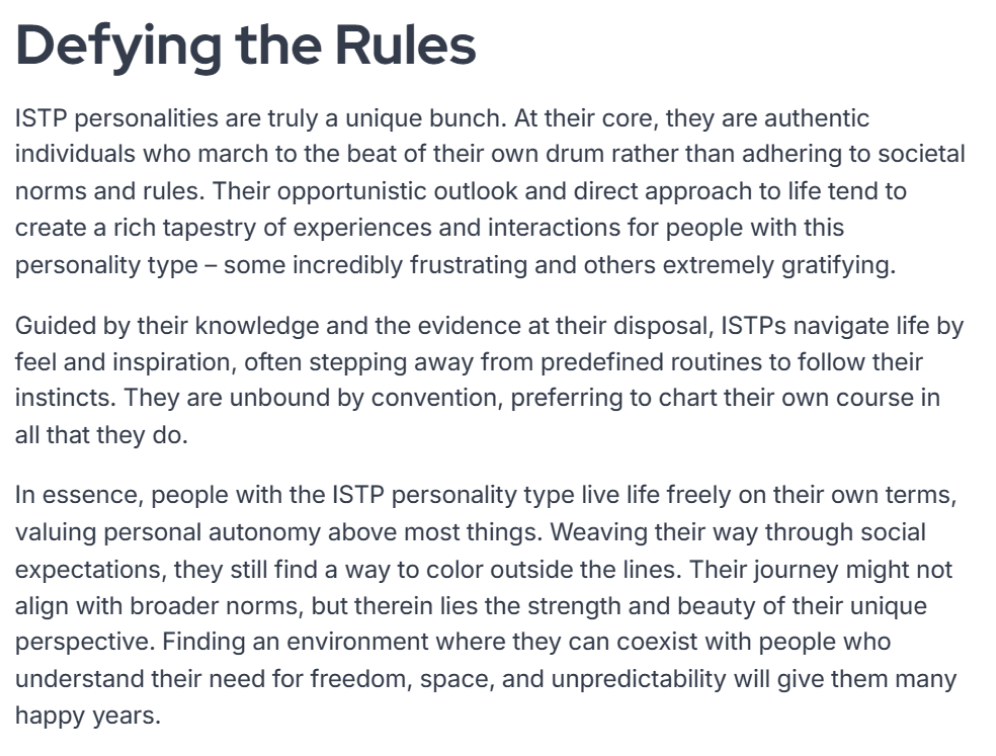 Defying the Rules
ISTP personalities are truly a unique bunch. At their core, they are authentic
individuals who march to the beat of their own drum rather than adhering to societal
norms and rules. Their opportunistic outlook and direct approach to life tend to
create a rich tapestry of experiences and interactions for people with this
personality type – some incredibly frustrating and others extremely gratifying.
Guided by their knowledge and the evidence at their disposal, ISTPs navigate life by
feel and inspiration, often stepping away from predefined routines to follow their
instincts. They are unbound by convention, preferring to chart their own course in
all that they do.
In essence, people with the ISTP personality type live life freely on their own terms,
valuing personal autonomy above most things. Weaving their way through social
expectations, they still find a way to color outside the lines. Their journey might not
align with broader norms, but therein lies the strength and beauty of their unique
perspective. Finding an environment where they can coexist with people who
understand their need for freedom, space, and unpredictability will give them many
happy years.